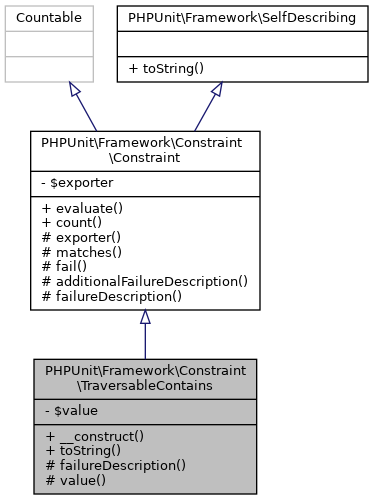 Countable
PHPUnit\Framework\SelfDescribing
+ toString()
PHPUnit\Framework\Constraint
\Constraint
- $exporter
+ evaluate()
+ count()
# exporter()
# matches()
# fail()
# additionalFailureDescription()
# failureDescription()
PHPUnit\Framework\Constraint
\TraversableContains
- $value
+ __construct()
+ toString()
# failureDescription()
# value()